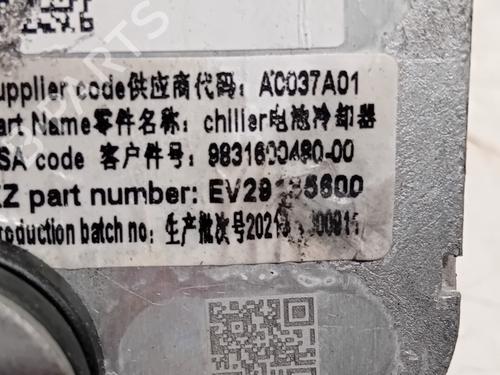 upplier code供应商代码: AC037A01
art Name零件名称: chiller电池冷却器
SA code 客户件号: 9831600480-00
Z part number:
roduction batch no: 生产批次号